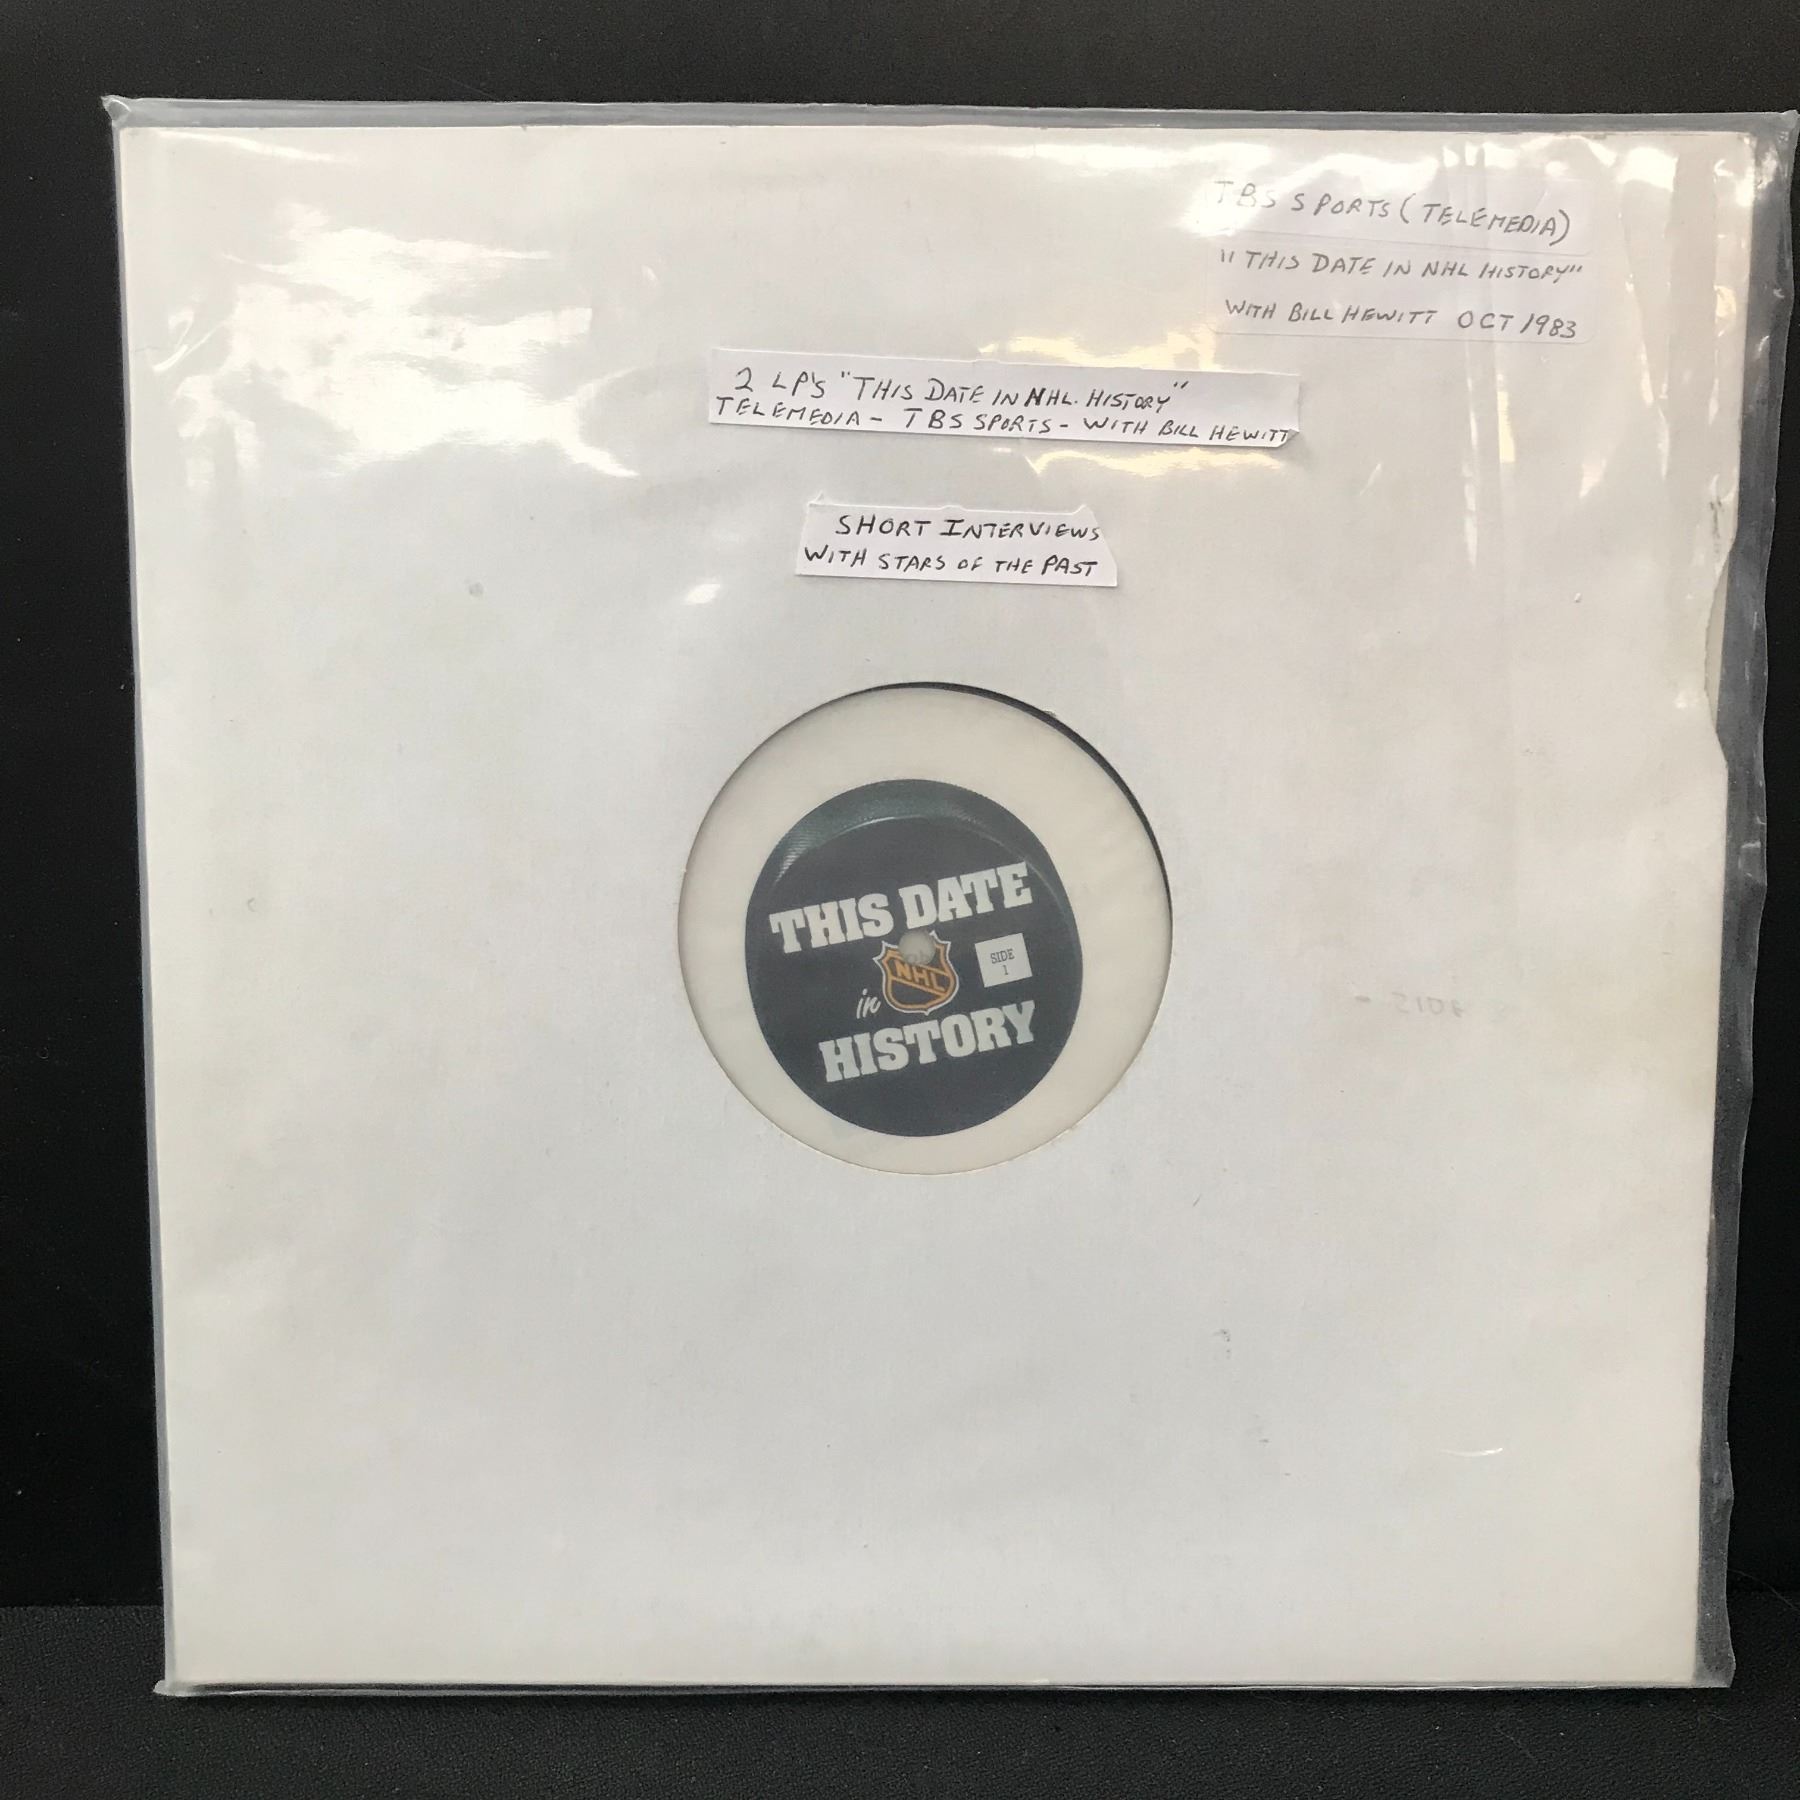 TBS SPORTS (TELEMEDIA)
"THIS DATE IN NHL HISTORY"
WITH BILL HEWITT OCT 1983
2 LP'S "THIS DATE IN NHL. HISTORY"
TELEMEDIA - TBS SPORTS - WITH BILL HEWITT
SHORT INTERVIEWS
WITH STARS OF THE PAST
THIS DATE
in NHL
SIDE
1
HISTORY